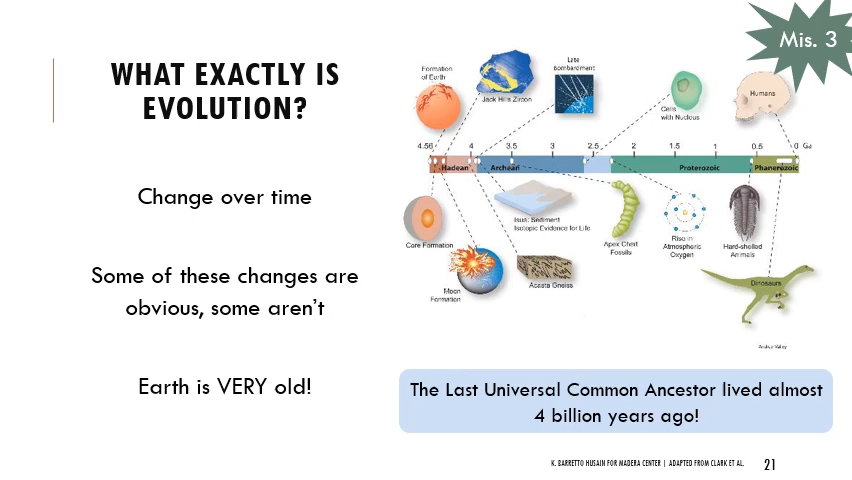 Mis. 3
WHAT EXACTLY IS
EVOLUTION?
Change over time
Some of these changes are
obvious, some aren't
Earth is VERY old!
Formation
of Earth
Jack Hills Zircon
Late
bombardment
Cells
with Nucleus
Humans
4.56
4
3.5
3
2.5
2
1.5
1
0.5
0 Ga
Hadean
Archean
Proterozoic
Phanerozoic
Core Formation
Moon
Formation
Isua: Sediment
Isotopic Evidence for Life
Acasta Gneiss
Apex Chert
Fossils
Rise in
Atmospheric
Oxygen
Hard-shelled
Animals
Dinosaurs
The Last Universal Common Ancestor lived almost
4 billion years ago!
K. BARRETTO HUSAIN FOR MADERA CENTER | ADAPTED FROM CLARK ET AL.
21